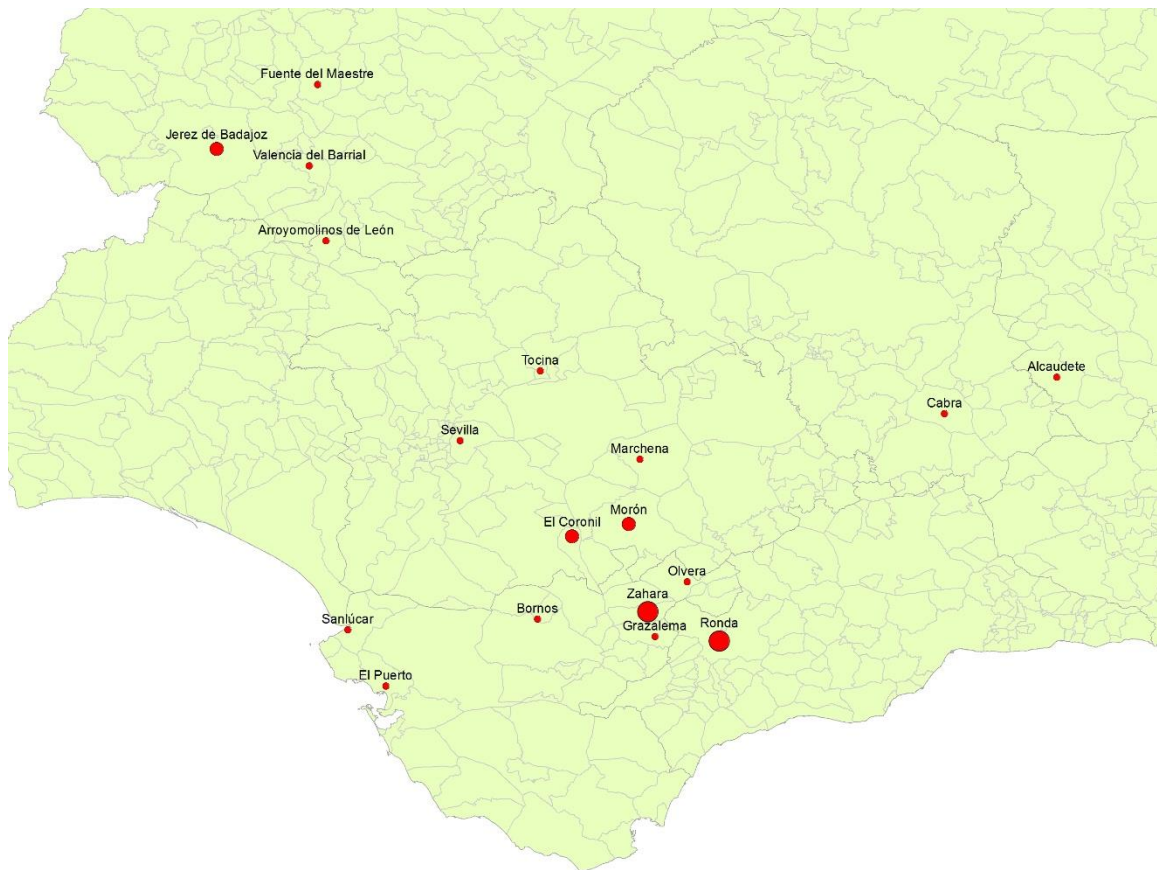 Fuente del Maestre
Jerez de Badajoz
Valencia del Barrial
Arroyomolinos de León
Tocina
Alcaudete
Cabra
Sevilla
Marchena
Morón
El Coronil
Olvera
Zahara
Bornos
Sanlúcar
Grazalema
Ronda
El Puerto